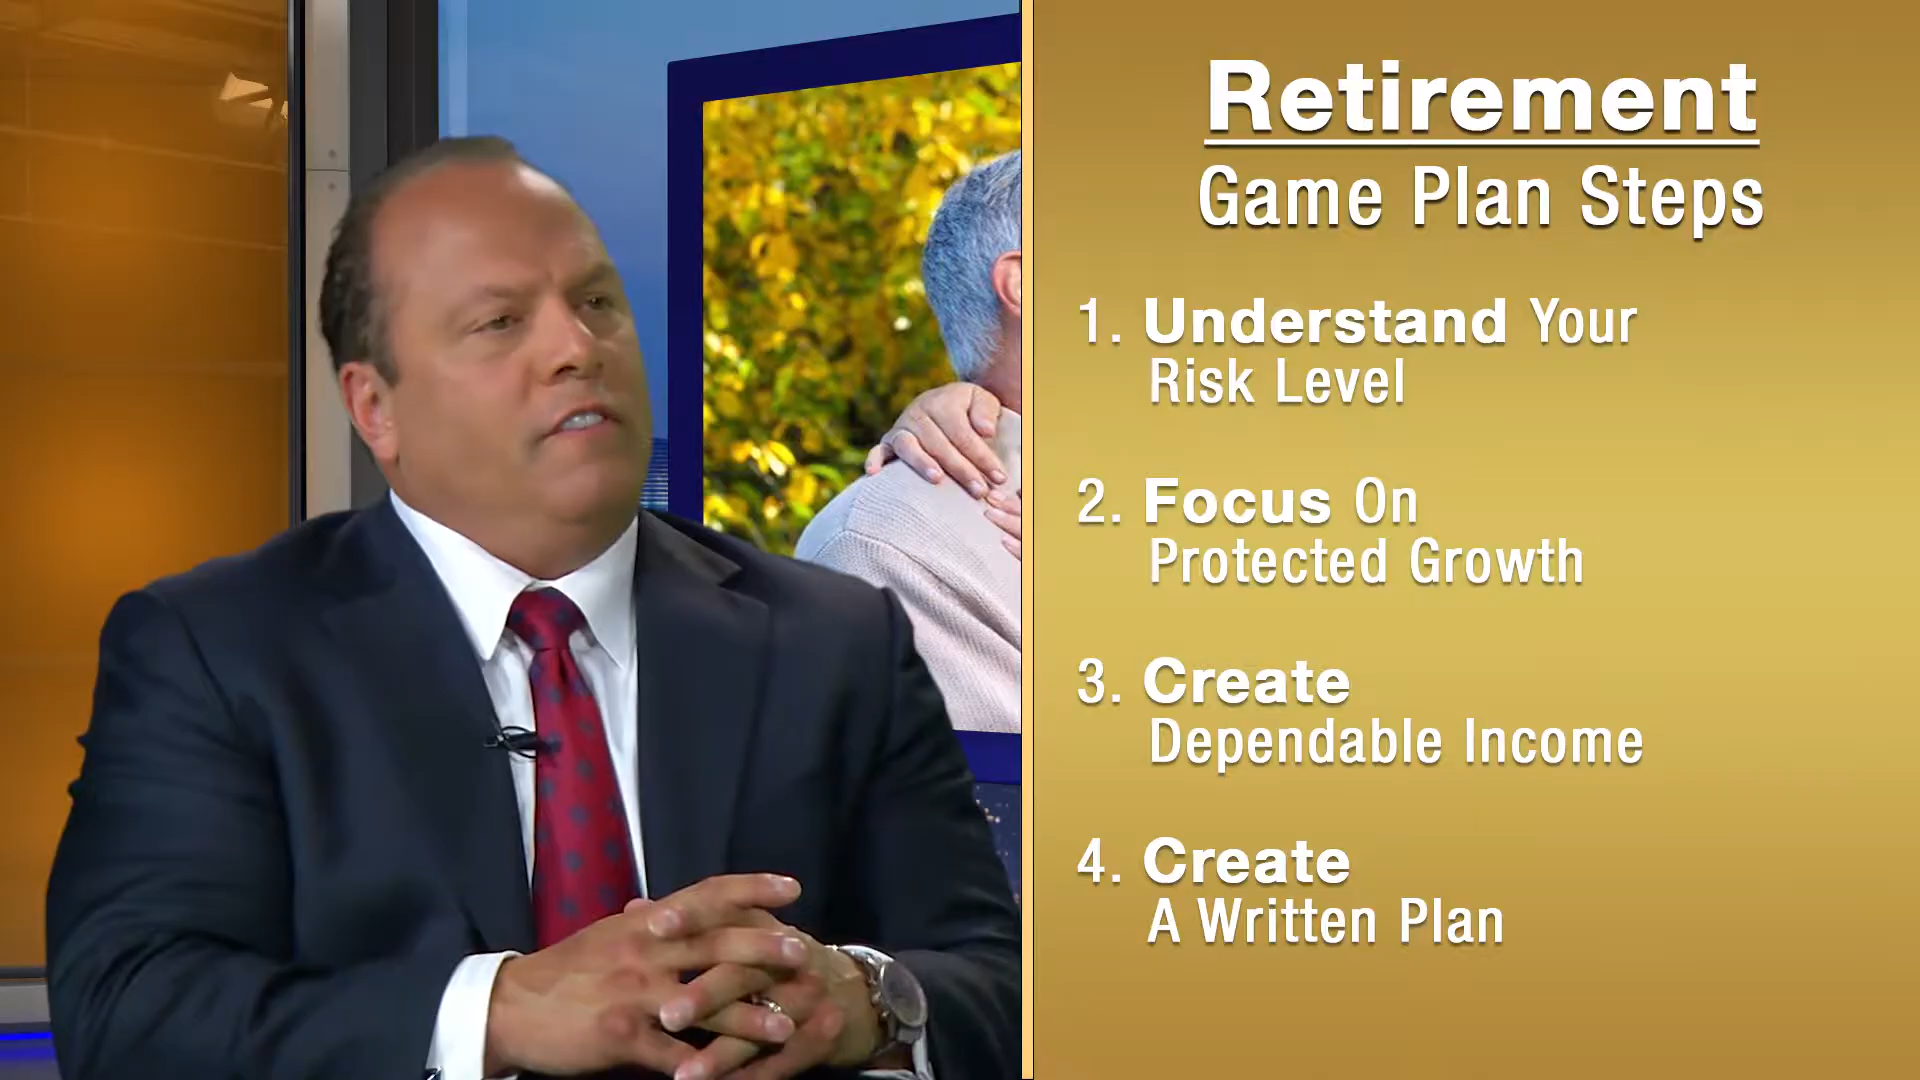 Retirement
Game Plan Steps
1. Understand Your
Risk Level
2. Focus On
Protected Growth
3. Create
Dependable Income
4. Create
A Written Plan